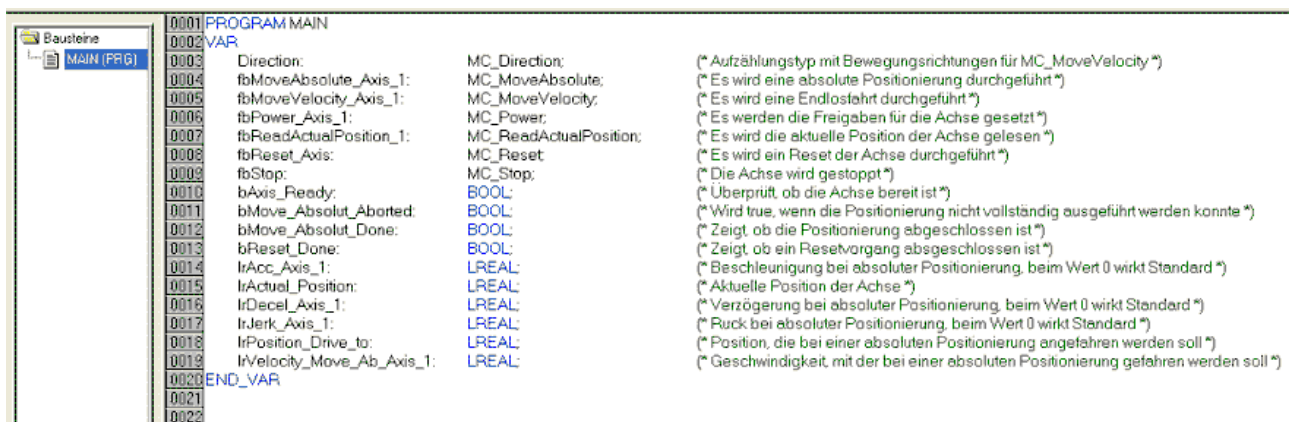 Bausteine
MAIN (PRG)
0001 PROGRAM MAIN
0002 VAR
0003 Direction: MC_Direction; (* Aufzählungstyp mit Bewegungsrichtungen für MC_MoveVelocity *)
0004 fbMoveAbsolute_Axis_1: MC_MoveAbsolute; (* Es wird eine absolute Positionierung durchgeführt *)
0005 fbMoveVelocity_Axis_1: MC_MoveVelocity; (* Es wird eine Endlosfahrt durchgeführt *)
0006 fbPower_Axis_1: MC_Power; (* Es werden die Freigaben für die Achse gesetzt *)
0007 fbReadActualPosition_1: MC_ReadActualPosition; (* Es wird die aktuelle Position der Achse gelesen *)
0008 fbReset_Axis: MC_Reset; (* Es wird ein Reset der Achse durchgeführt *)
0009 fbStop: MC_Stop; (* Die Achse wird gestoppt *)
0010 bAxis_Ready: BOOL; (* Überprüft, ob die Achse bereit ist *)
0011 bMove_Absolut_Aborted: BOOL; (* Wird true, wenn die Positionierung nicht vollständig ausgeführt werden konnte *)
0012 bMove_Absolut_Done: BOOL; (* Zeigt, ob die Positionierung abgeschlossen ist *)
0013 bReset_Done: BOOL; (* Zeigt, ob ein Resetvorgang absgeschlossen ist *)
0014 lrAcc_Axis_1: LREAL; (* Beschleunigung bei absoluter Positionierung, beim Wert 0 wirkt Standard *)
0015 lrActual_Position: LREAL; (* Aktuelle Position der Achse *)
0016 lrDecel_Axis_1: LREAL; (* Verzögerung bei absoluter Positionierung, beim Wert 0 wirkt Standard *)
0017 lrJerk_Axis_1: LREAL; (* Ruck bei absoluter Positionierung, beim Wert 0 wirkt Standard *)
0018 lrPosition_Drive_to: LREAL; (* Position, die bei einer absoluten Positionierung angefahren werden soll *)
0019 lrVelocity_Move_Ab_Axis_1: LREAL; (* Geschwindigkeit, mit der bei einer absoluten Positionierung gefahren werden soll *)
0020 END_VAR
0021
0022